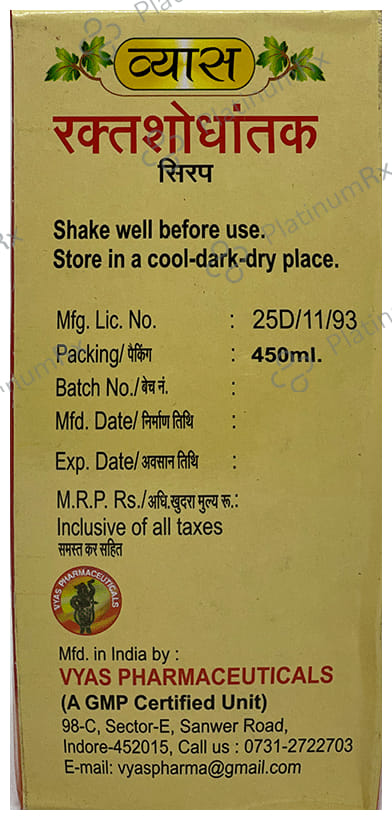 व्यास
रक्तशोधांतक
सिरप
Shake well before use.
Store in a cool-dark-dry place.
Mfg. Lic. No. : 25D/11/93
Packing/ पैकिंग : 450ml.
Batch No./ बेच नं. :
Mfd. Date/ निर्माण तिथि :
Exp. Date/ अवसान तिथि :
M.R.P. Rs./अधि.खुदरा मुल्य रू.:
Inclusive of all taxes
समस्त कर सहित
VYAS PHARMACEUTICALS
Mfd. in India by :
VYAS PHARMACEUTICALS
(A GMP Certified Unit)
98-C, Sector-E, Sanwer Road,
Indore-452015, Call us : 0731-2722703
E-mail: vyaspharma@gmail.com
PlatinumRx